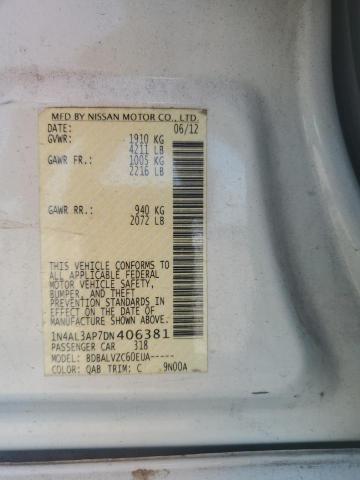 MFD BY NISSAN MOTOR CO., LTD.
DATE: 06/12
GVWR: 1910 KG
4211 LB
GAWR FR.: 1005 KG
2216 LB
GAWR RR.: 940 KG
2072 LB
THIS VEHICLE CONFORMS TO
ALL APPLICABLE FEDERAL
MOTOR VEHICLE SAFETY,
BUMPER, AND THEFT
PREVENTION STANDARDS IN
EFFECT ON THE DATE OF
MANUFACTURE SHOWN ABOVE.
1N4AL3AP7DN406381
PASSENGER CAR 318
MODEL: BDBALVZC60EUA-----
COLOR: QAB TRIM: C 9N00A